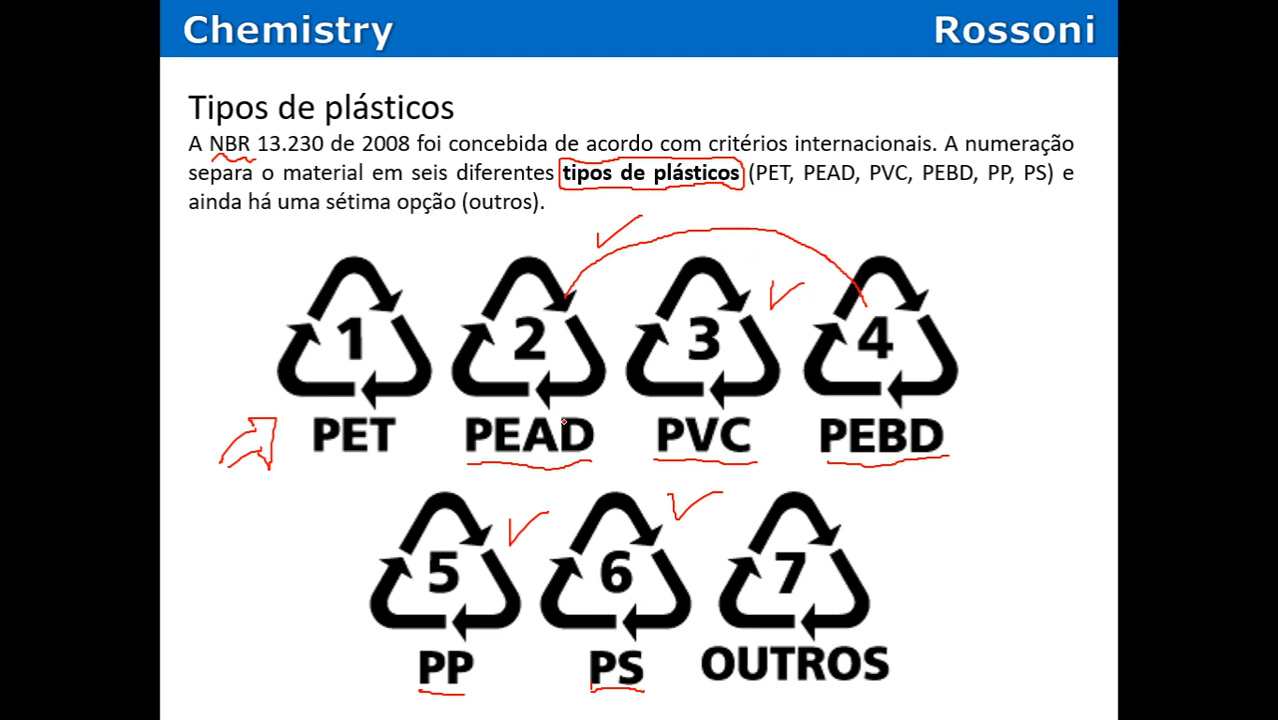 Chemistry Rossoni
Tipos de plásticos
A NBR 13.230 de 2008 foi concebida de acordo com critérios internacionais. A numeração
separa o material em seis diferentes tipos de plásticos (PET, PEAD, PVC, PEBD, PP, PS) e
ainda há uma sétima opção (outros).
1 2 3 4
PET PEAD PVC PEBD
5 6 7
PP PS OUTROS